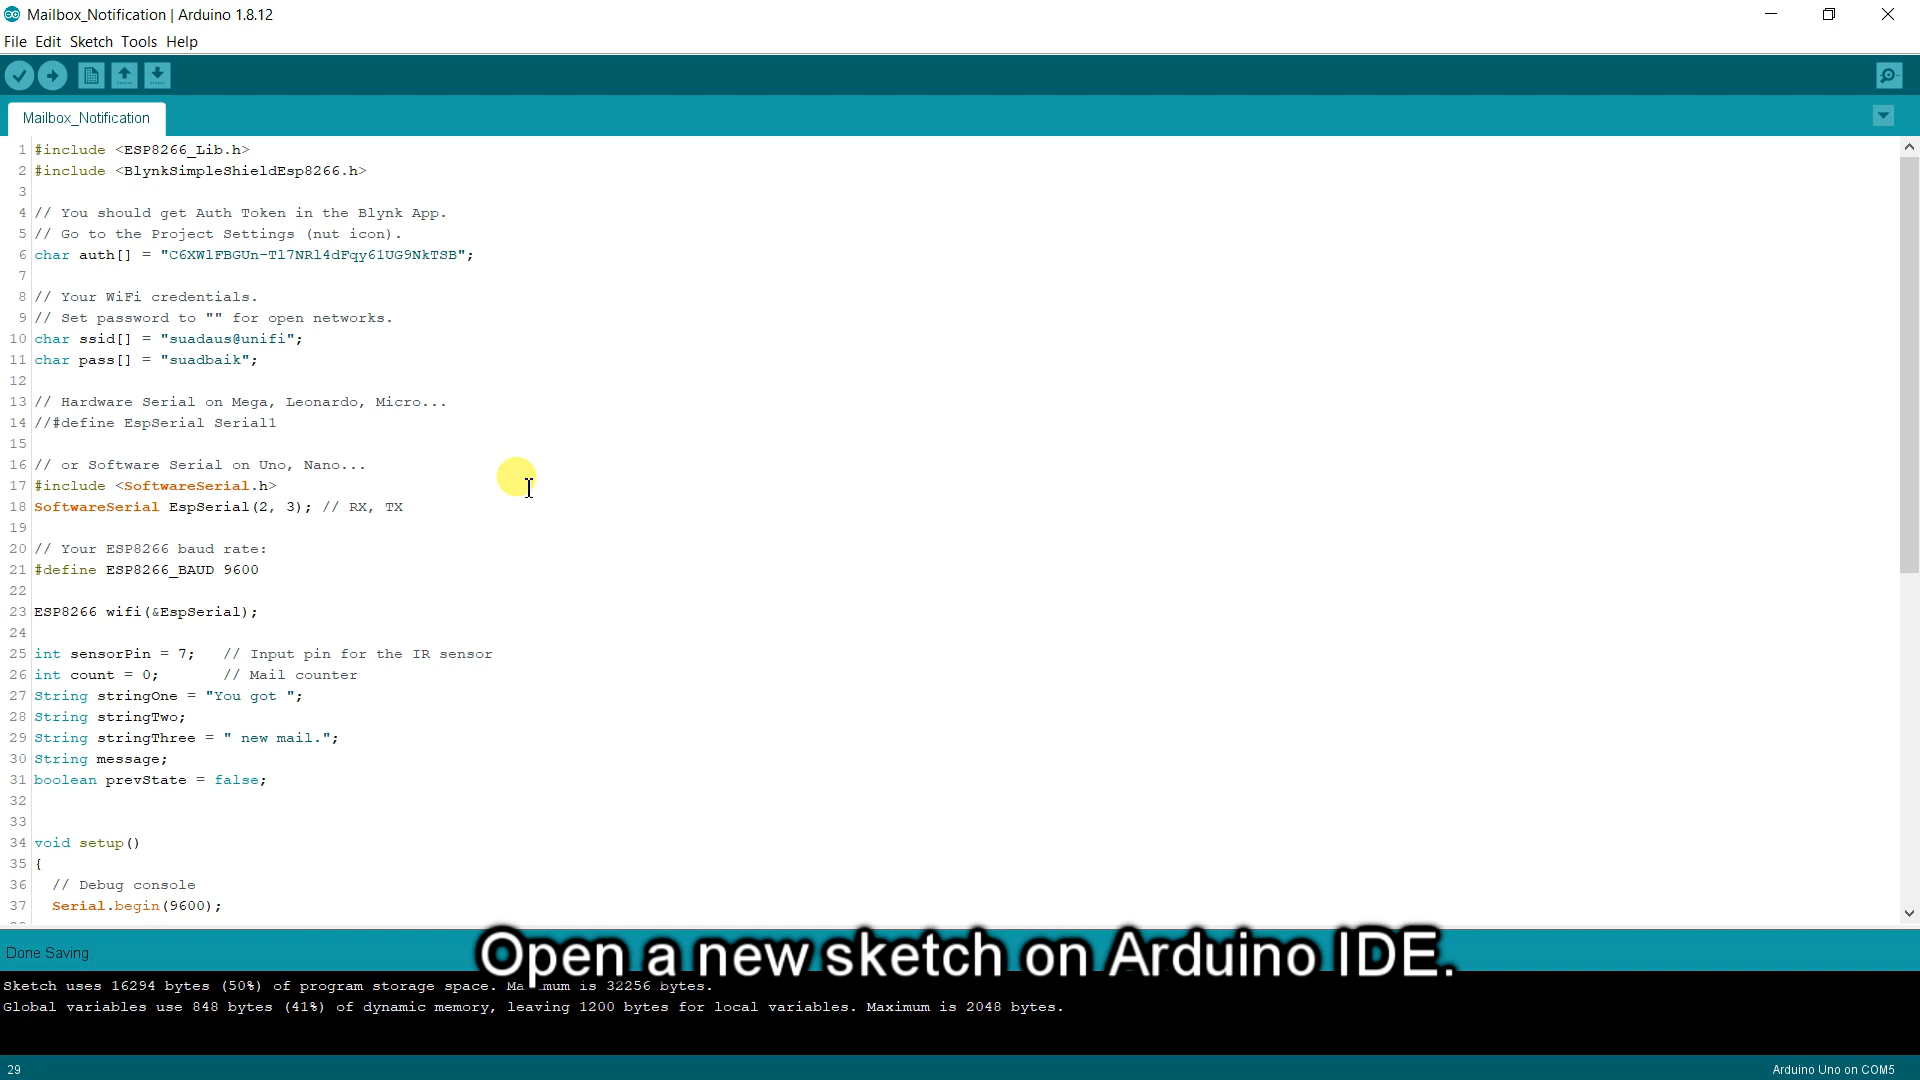 Mailbox_Notification | Arduino 1.8.12
File Edit Sketch Tools Help
Mailbox_Notification
1 #include <ESP8266_Lib.h>
2 #include <BlynkSimpleShieldEsp8266.h>
3
4 // You should get Auth Token in the Blynk App.
5 // Go to the Project Settings (nut icon).
6 char auth[] = "C6XWlFBGUn-Tl7NRl4dFqy61UG9NkTSB";
7
8 // Your WiFi credentials.
9 // Set password to "" for open networks.
10 char ssid[] = "suadaus@unifi";
11 char pass[] = "suadbaik";
12
13 // Hardware Serial on Mega, Leonardo, Micro...
14 //#define EspSerial Serial1
15
16 // or Software Serial on Uno, Nano...
17 #include <SoftwareSerial.h>
18 SoftwareSerial EspSerial(2, 3); // RX, TX
19
20 // Your ESP8266 baud rate:
21 #define ESP8266_BAUD 9600
22
23 ESP8266 wifi(&EspSerial);
24
25 int sensorPin = 7; // Input pin for the IR sensor
26 int count = 0; // Mail counter
27 String stringOne = "You got ";
28 String stringTwo;
29 String stringThree = " new mail.";
30 String message;
31 boolean prevState = false;
32
33
34 void setup()
35 {
36 // Debug console
37 Serial.begin(9600);
Done Saving.
Open a new sketch on Arduino IDE.
Sketch uses 16294 bytes (50%) of program storage space. Maximum is 32256 bytes.
Global variables use 848 bytes (41%) of dynamic memory, leaving 1200 bytes for local variables. Maximum is 2048 bytes.
29
Arduino Uno on COM5